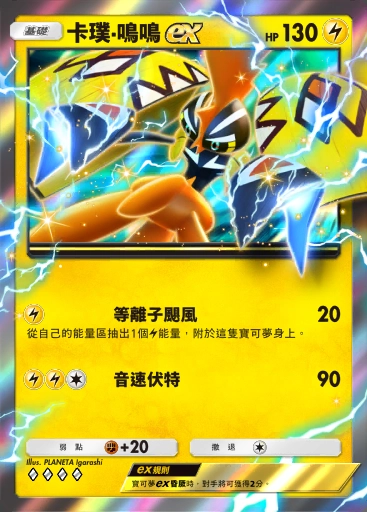 基礎 卡璞·鳴鳴ex HP 130
等離子颶風 20
從自己的能量區抽出1個能量,附於這隻寶可夢身上。
音速伏特 90
弱點 +20 撤退
Illus. PLANETA Igarashi
ex規則
寶可夢ex昏厥時,對手將可獲得2分。